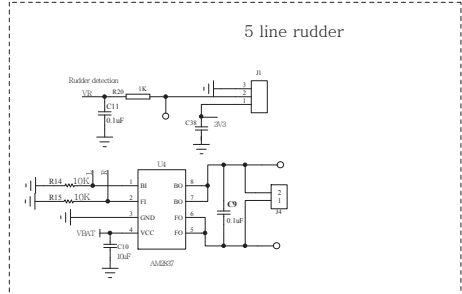 5 line rudder
Rudder detection
VR
R20
1K
J1
3
2
1
C11
0.1uF
C38
3V3
U4
R14
10K
1
BI
BO
8
R15
10K
2
FI
BO
7
3
GND
FO
6
VBAT
4
VCC
FO
5
C10
10uF
AM2837
C9
0.1uF
2
1
J4